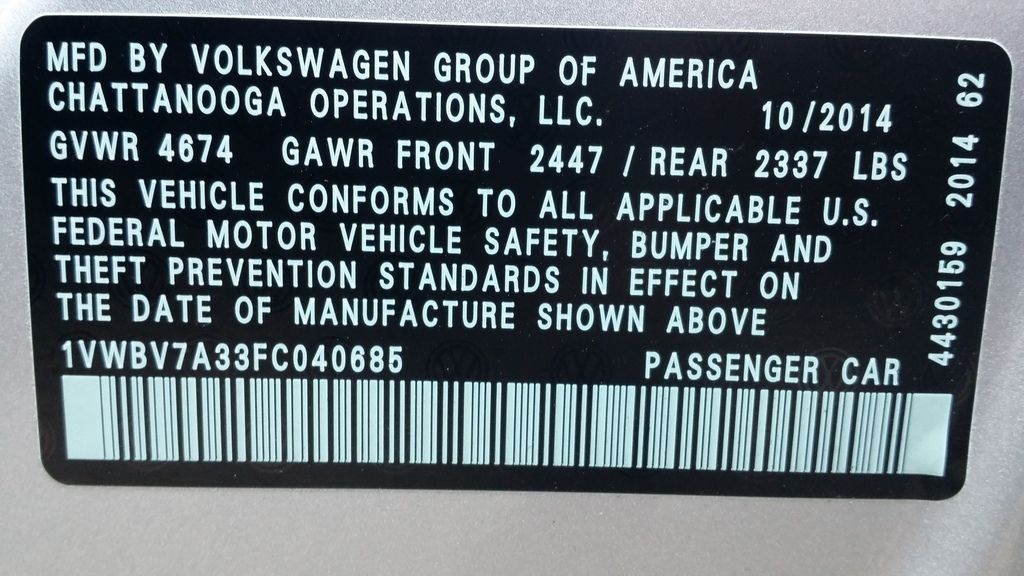 MFD BY VOLKSWAGEN GROUP OF AMERICA
CHATTANOOGA OPERATIONS, LLC. 10/2014
GVWR 4674 GAWR FRONT 2447 / REAR 2337 LBS
THIS VEHICLE CONFORMS TO ALL APPLICABLE U.S.
FEDERAL MOTOR VEHICLE SAFETY, BUMPER AND
THEFT PREVENTION STANDARDS IN EFFECT ON
THE DATE OF MANUFACTURE SHOWN ABOVE
1VWBV7A33FC040685 PASSENGER CAR
4430159 2014 62